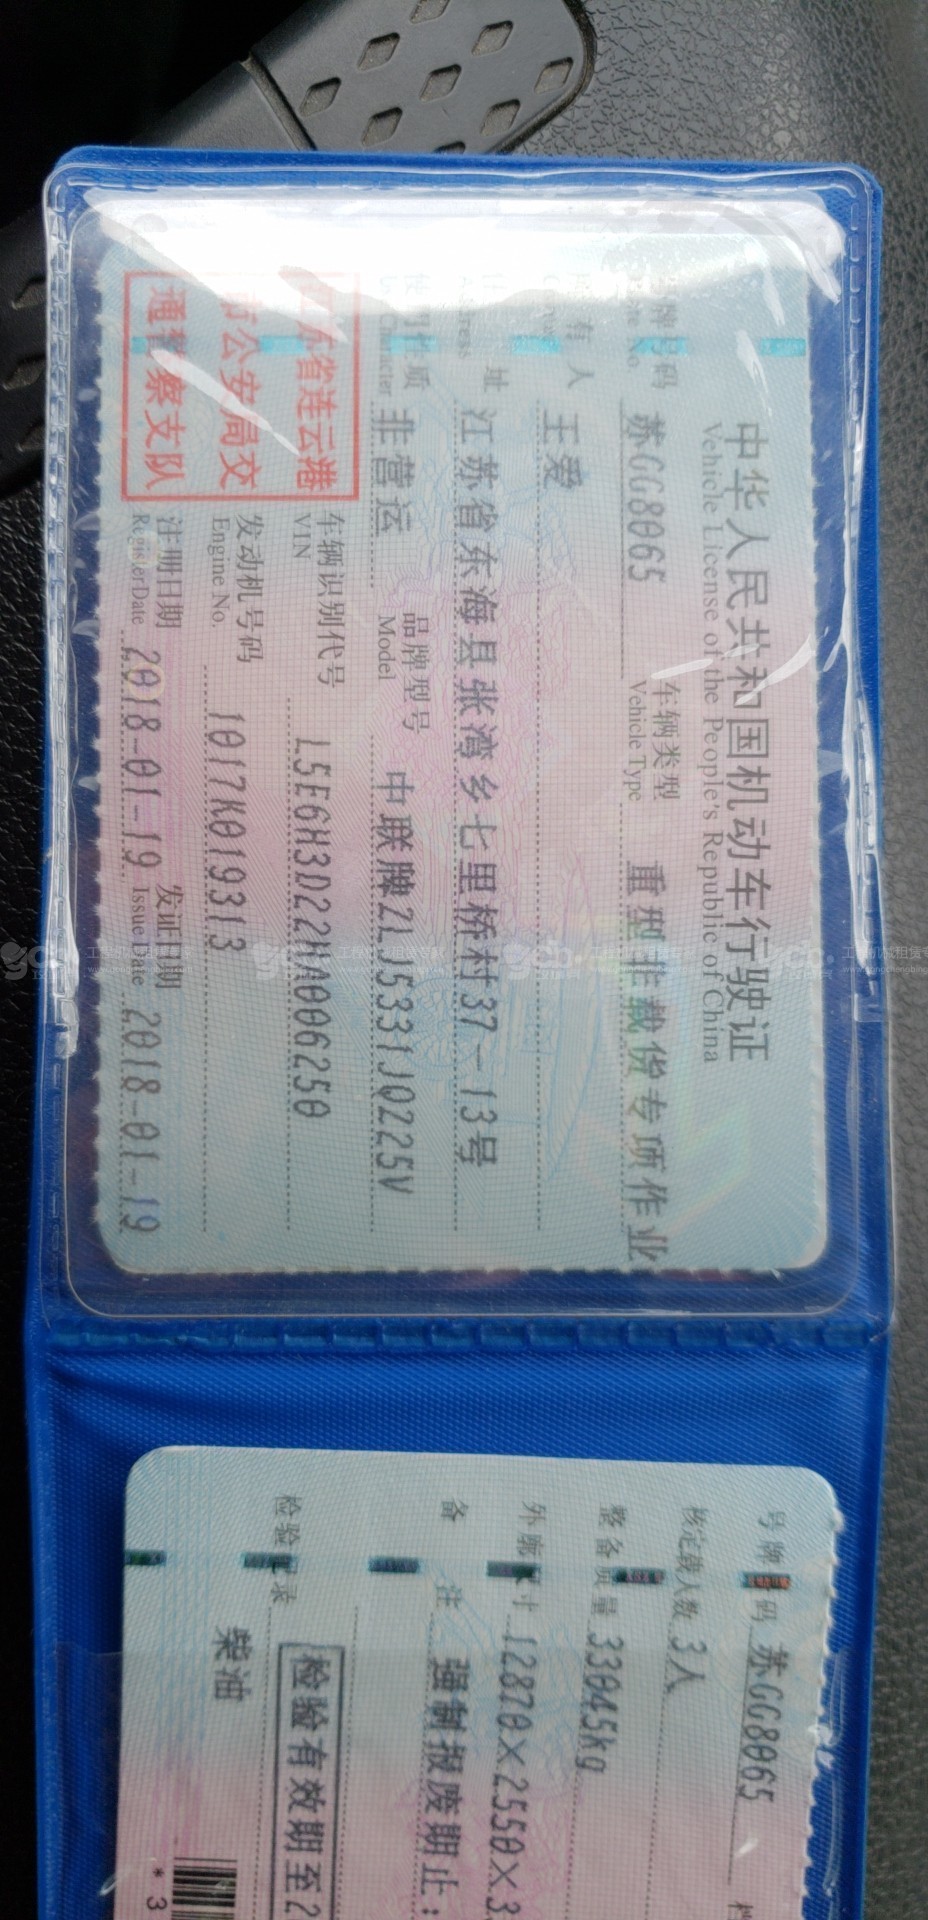 中华人民共和国机动车行驶证
Vehicle License of the People's Republic of China
号牌号码 苏GG8065 车辆类型 重型非载货专项作业
Plate No. Vehicle Type
所有人 王爱
Owner
住址 江苏省东海县张湾乡七里桥村37-13号
Address
使用性质 非营运 品牌型号 中联牌ZLJ5331JQZ25V
Use Character Model
江苏省连云港
市公安局交
通警察支队
车辆识别代号 L5E6H3D22HA006250
VIN
发动机号码 1017K019313
Engine No.
注册日期 2018-01-19 发证日期 2018-01-19
Register Date Issue Date
号牌号码 苏GG8065
核定载人数 3人
整备质量 33045kg
外廓尺寸 12870×2550×3
备注 强制报废期止:
检验记录 检验有效期至2
柴油
*3